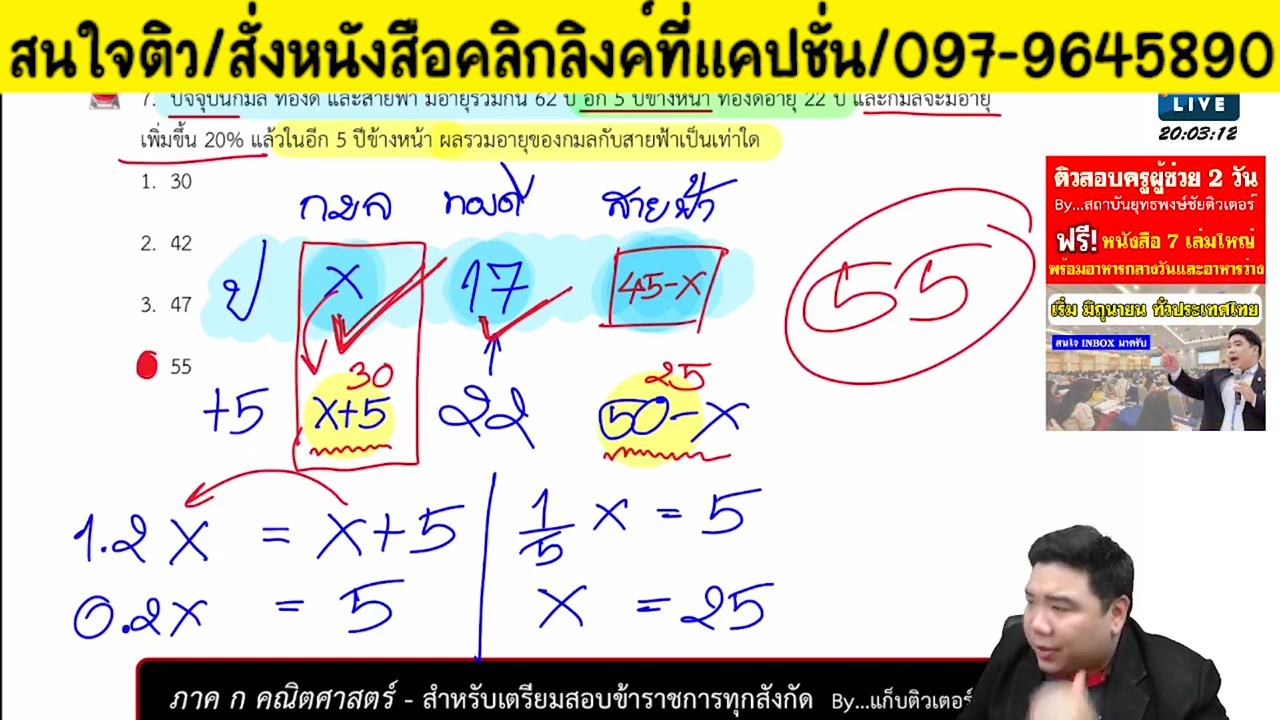 สนใจติว/สั่งหนังสือคลิกลิงค์ที่แคปชั่น/097-9645890
7. ปัจจุบันกมล ทองดี และสายฟ้า มีอายุรวมกัน 62 ปี อีก 5 ปีข้างหน้า ทองดีอายุ 22 ปี และกมลจะมีอายุ
เพิ่มขึ้น 20% แล้วในอีก 5 ปีข้างหน้า ผลรวมอายุของกมลกับสายฟ้าเป็นเท่าใด
LIVE
20:03:12
1. 30
2. 42
3. 47
55
กมล ทองดี สายฟ้า
ป x 17 45-x
30 25
+5 x+5 22 50-x
55
1.2x = x+5
0.2x = 5
1/5 x = 5
x = 25
ติวสอบครูผู้ช่วย 2 วัน
By...สถาบันยุทธพงษ์ชัยติวเตอร์
ฟรี! หนังสือ 7 เล่มใหญ่
พร้อมอาหารกลางวันและอาหารว่าง
เริ่ม มิถุนายน ทั่วประเทศไทย
สนใจ INBOX มาครับ
ภาค ก คณิตศาสตร์ - สำหรับเตรียมสอบข้าราชการทุกสังกัด By...แก็บติวเตอร์